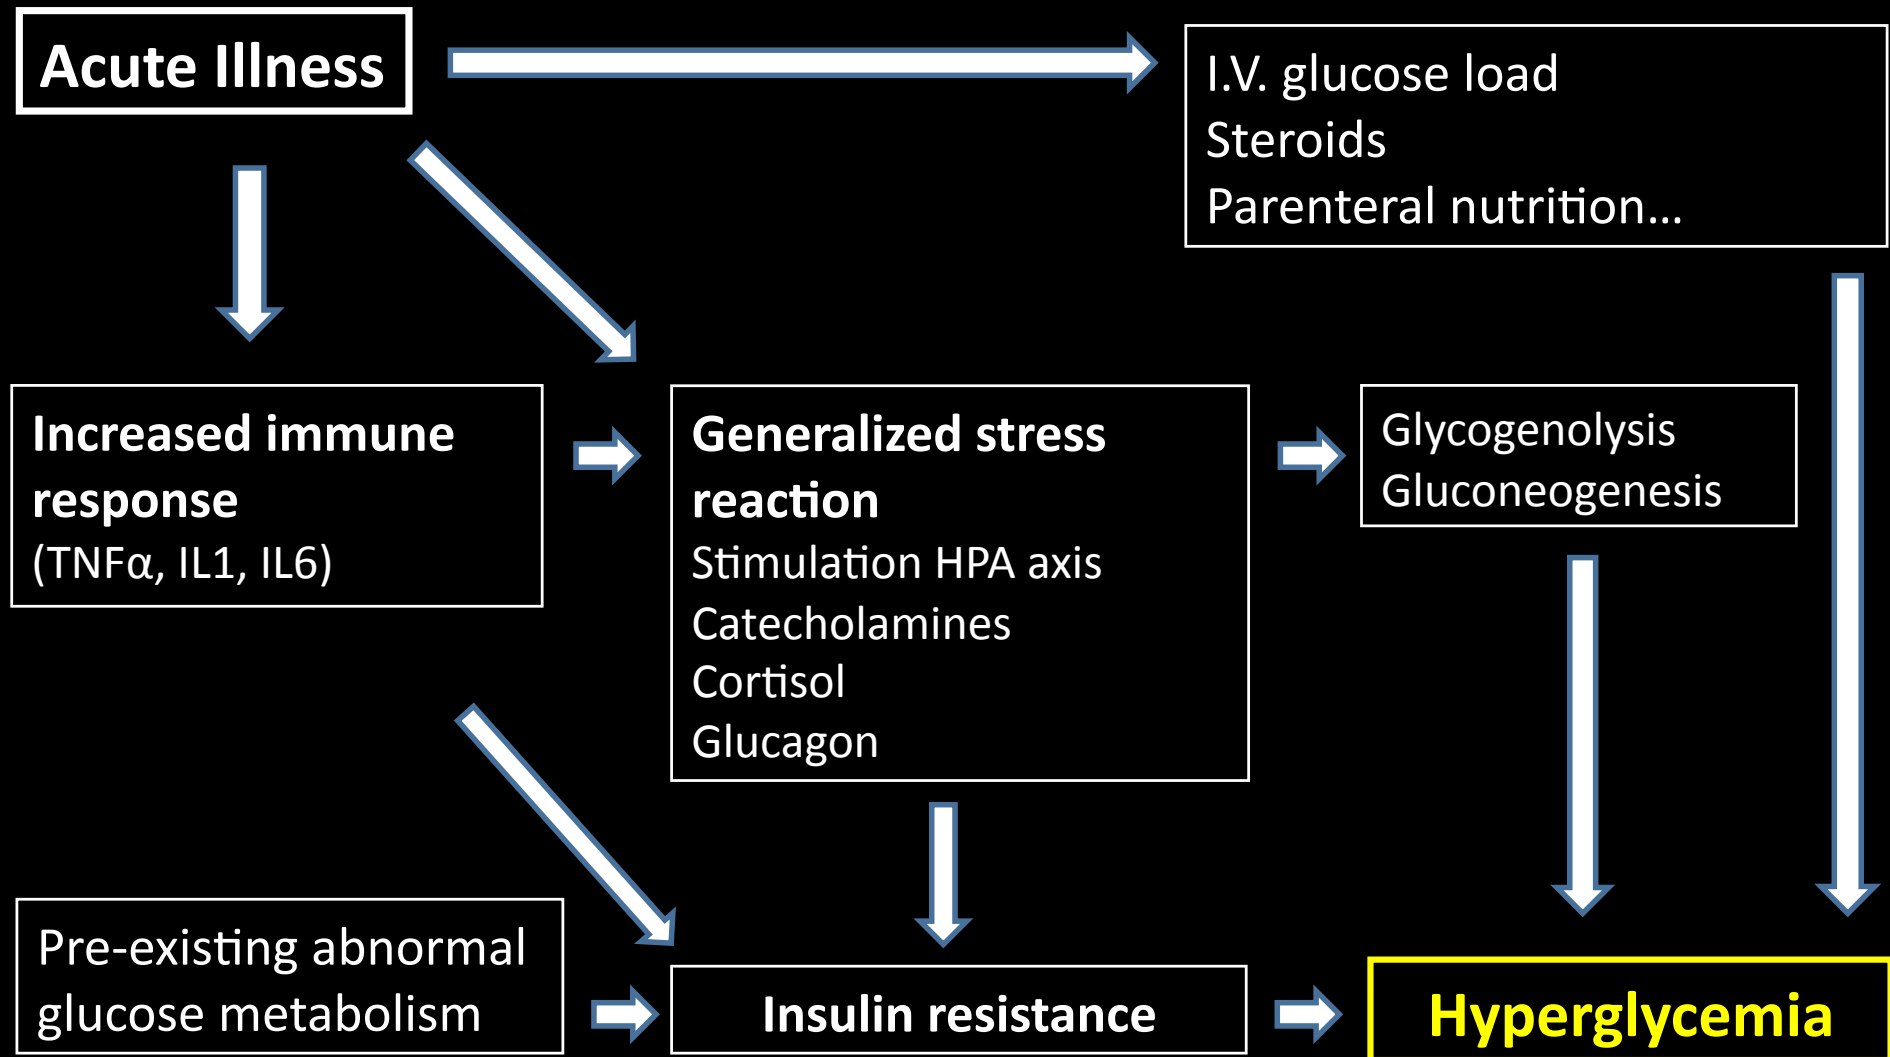 Acute Illness
I.V. glucose load
Steroids
Parenteral nutrition...
Increased immune
response
(TNFα, IL1, IL6)
Generalized stress
reaction
Stimulation HPA axis
Catecholamines
Cortisol
Glucagon
Glycogenolysis
Gluconeogenesis
Pre-existing abnormal
glucose metabolism
Insulin resistance
Hyperglycemia